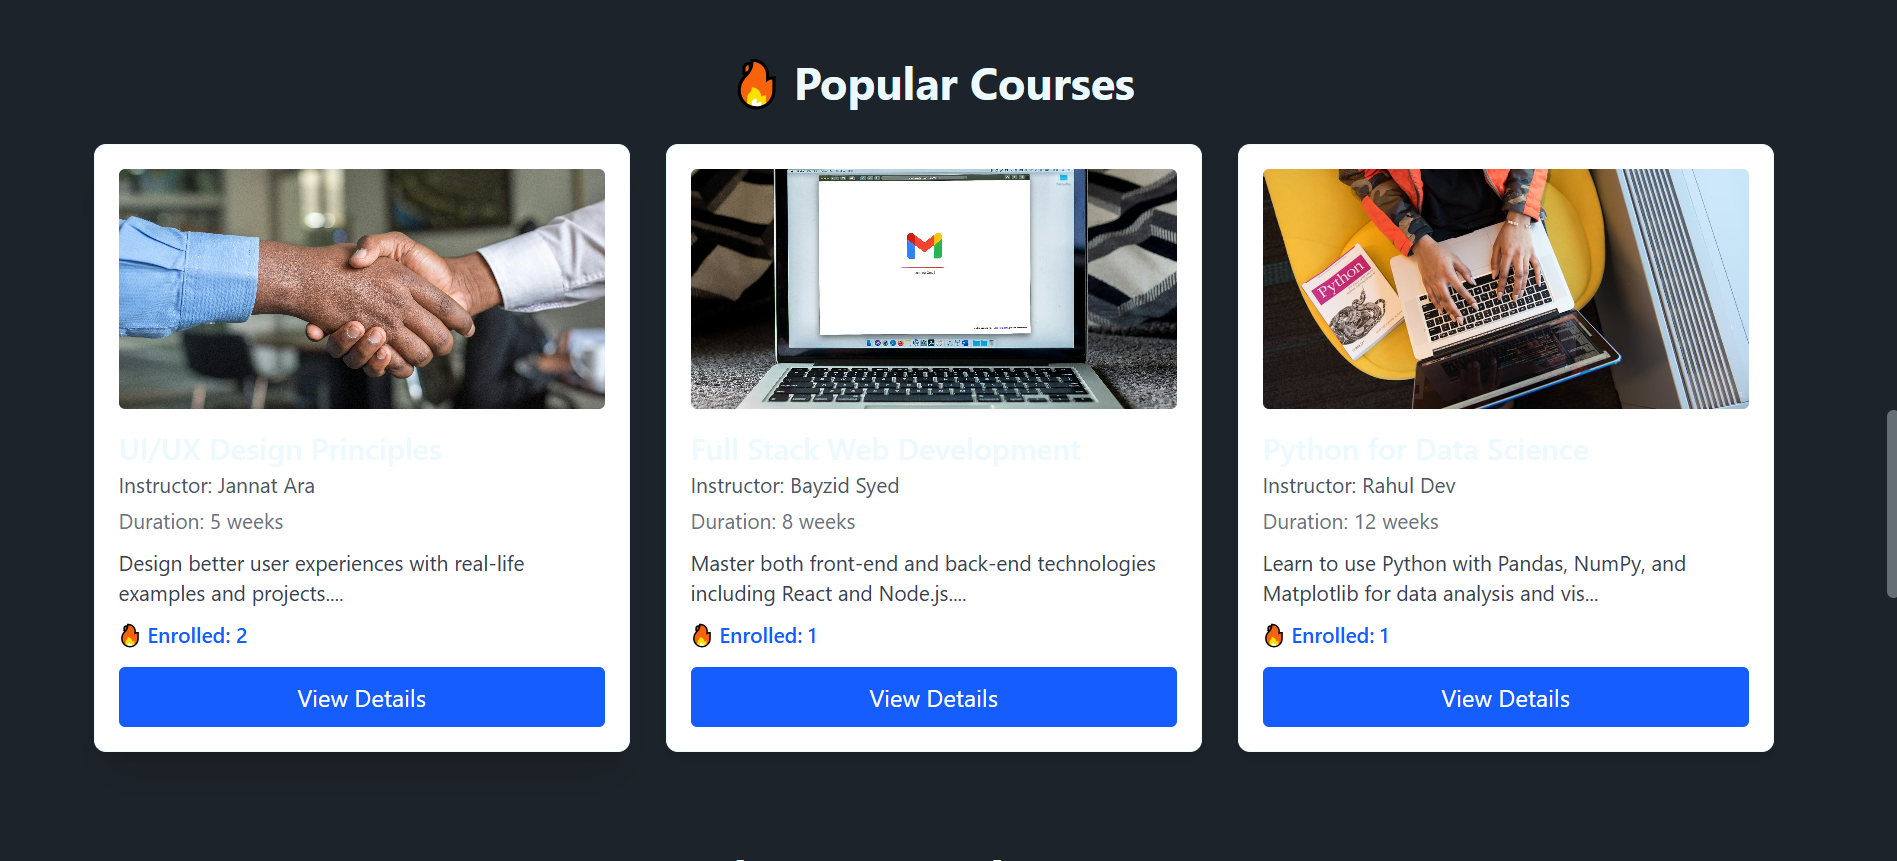 🔥 Popular Courses
Python
UI/UX Design Principles
Full Stack Web Development
Python for Data Science
Instructor: Jannat Ara
Instructor: Bayzid Syed
Instructor: Rahul Dev
Duration: 5 weeks
Duration: 8 weeks
Duration: 12 weeks
Design better user experiences with real-life
examples and projects....
Master both front-end and back-end technologies
including React and Node.js....
Learn to use Python with Pandas, NumPy, and
Matplotlib for data analysis and vis...
🔥 Enrolled: 2
🔥 Enrolled: 1
🔥 Enrolled: 1
View Details
View Details
View Details